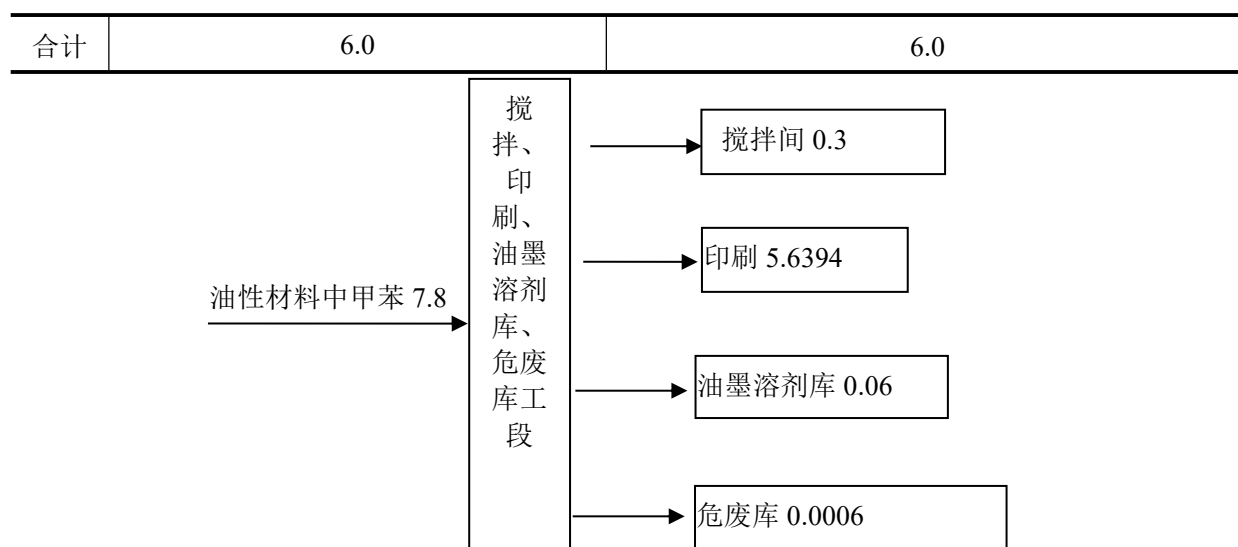 合计 6.0 6.0
搅
拌、
印
刷、
油墨
溶剂
库、
危废
库工
段
油性材料中甲苯 7.8
搅拌间 0.3
印刷 5.6394
油墨溶剂库 0.06
危废库 0.0006